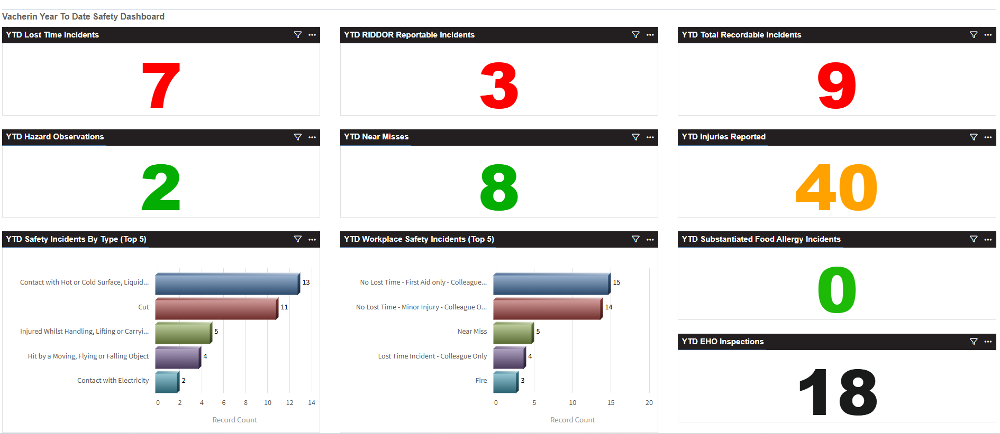 Vacherin Year To Date Safety Dashboard
YTD Lost Time Incidents
7
YTD RIDDOR Reportable Incidents
3
YTD Total Recordable Incidents
9
YTD Hazard Observations
2
YTD Near Misses
8
YTD Injuries Reported
40
YTD Safety Incidents By Type (Top 5)
Contact with Hot or Cold Surface, Liquid... 13
Cut 11
Injured Whilst Handling, Lifting or Carryi... 5
Hit by a Moving, Flying or Falling Object 4
Contact with Electricity 2
0 2 4 6 8 10 12 14
Record Count
YTD Workplace Safety Incidents (Top 5)
No Lost Time - First Aid only - Colleague... 15
No Lost Time - Minor Injury - Colleague O... 14
Near Miss 5
Lost Time Incident - Colleague Only 4
Fire 3
0 5 10 15 20
Record Count
YTD Substantiated Food Allergy Incidents
0
YTD EHO Inspections
18